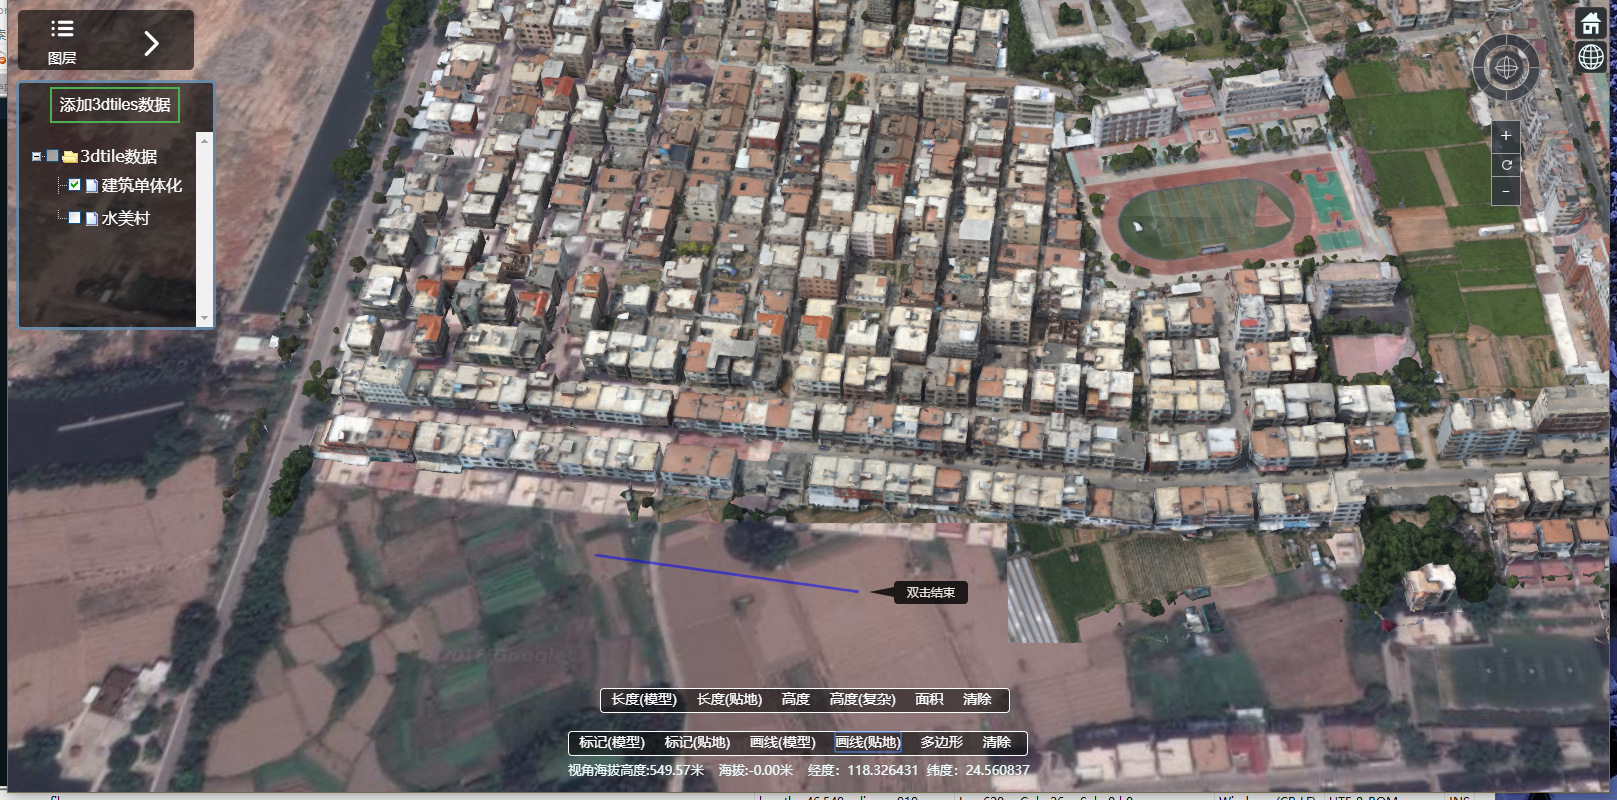 图层
添加3dtiles数据
3dtile数据
建筑单体化
水美村
N
+
−
双击结束
2016 Google
长度(模型) 长度(贴地) 高度 高度(复杂) 面积 清除
标记(模型) 标记(贴地) 画线(模型) 画线(贴地) 多边形 清除
视角海拔高度:549.57米 海拔:-0.00米 经度: 118.326431 纬度: 24.560837